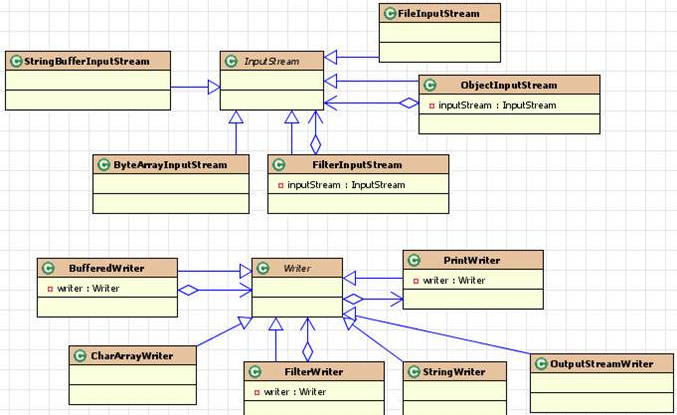 C FileInputStream
C StringBufferInputStream
C InputStream
C ObjectInputStream
inputStream : InputStream
C ByteArrayInputStream
C FilterInputStream
inputStream : InputStream
C BufferedWriter
writer : Writer
C Writer
C PrintWriter
writer : Writer
C CharArrayWriter
C FilterWriter
writer : Writer
C StringWriter
C OutputStreamWriter